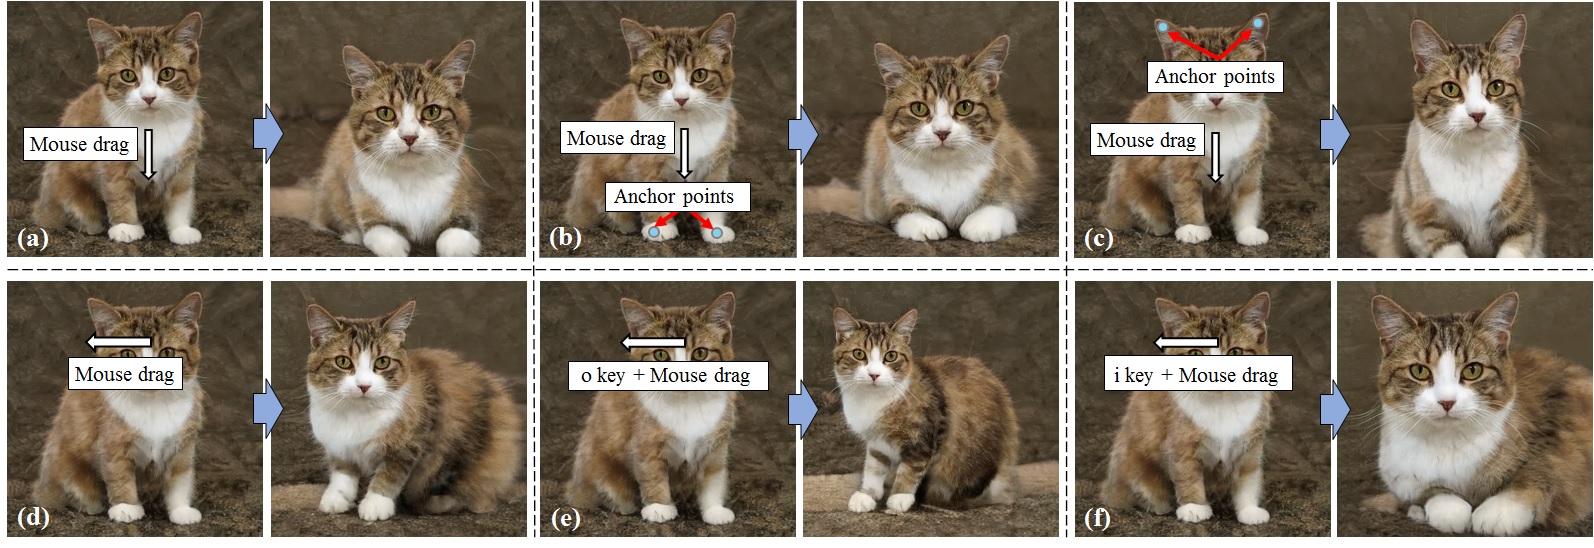 Mouse drag
(a)
Mouse drag
Anchor points
(b)
Anchor points
Mouse drag
(c)
Mouse drag
(d)
o key + Mouse drag
(e)
i key + Mouse drag
(f)